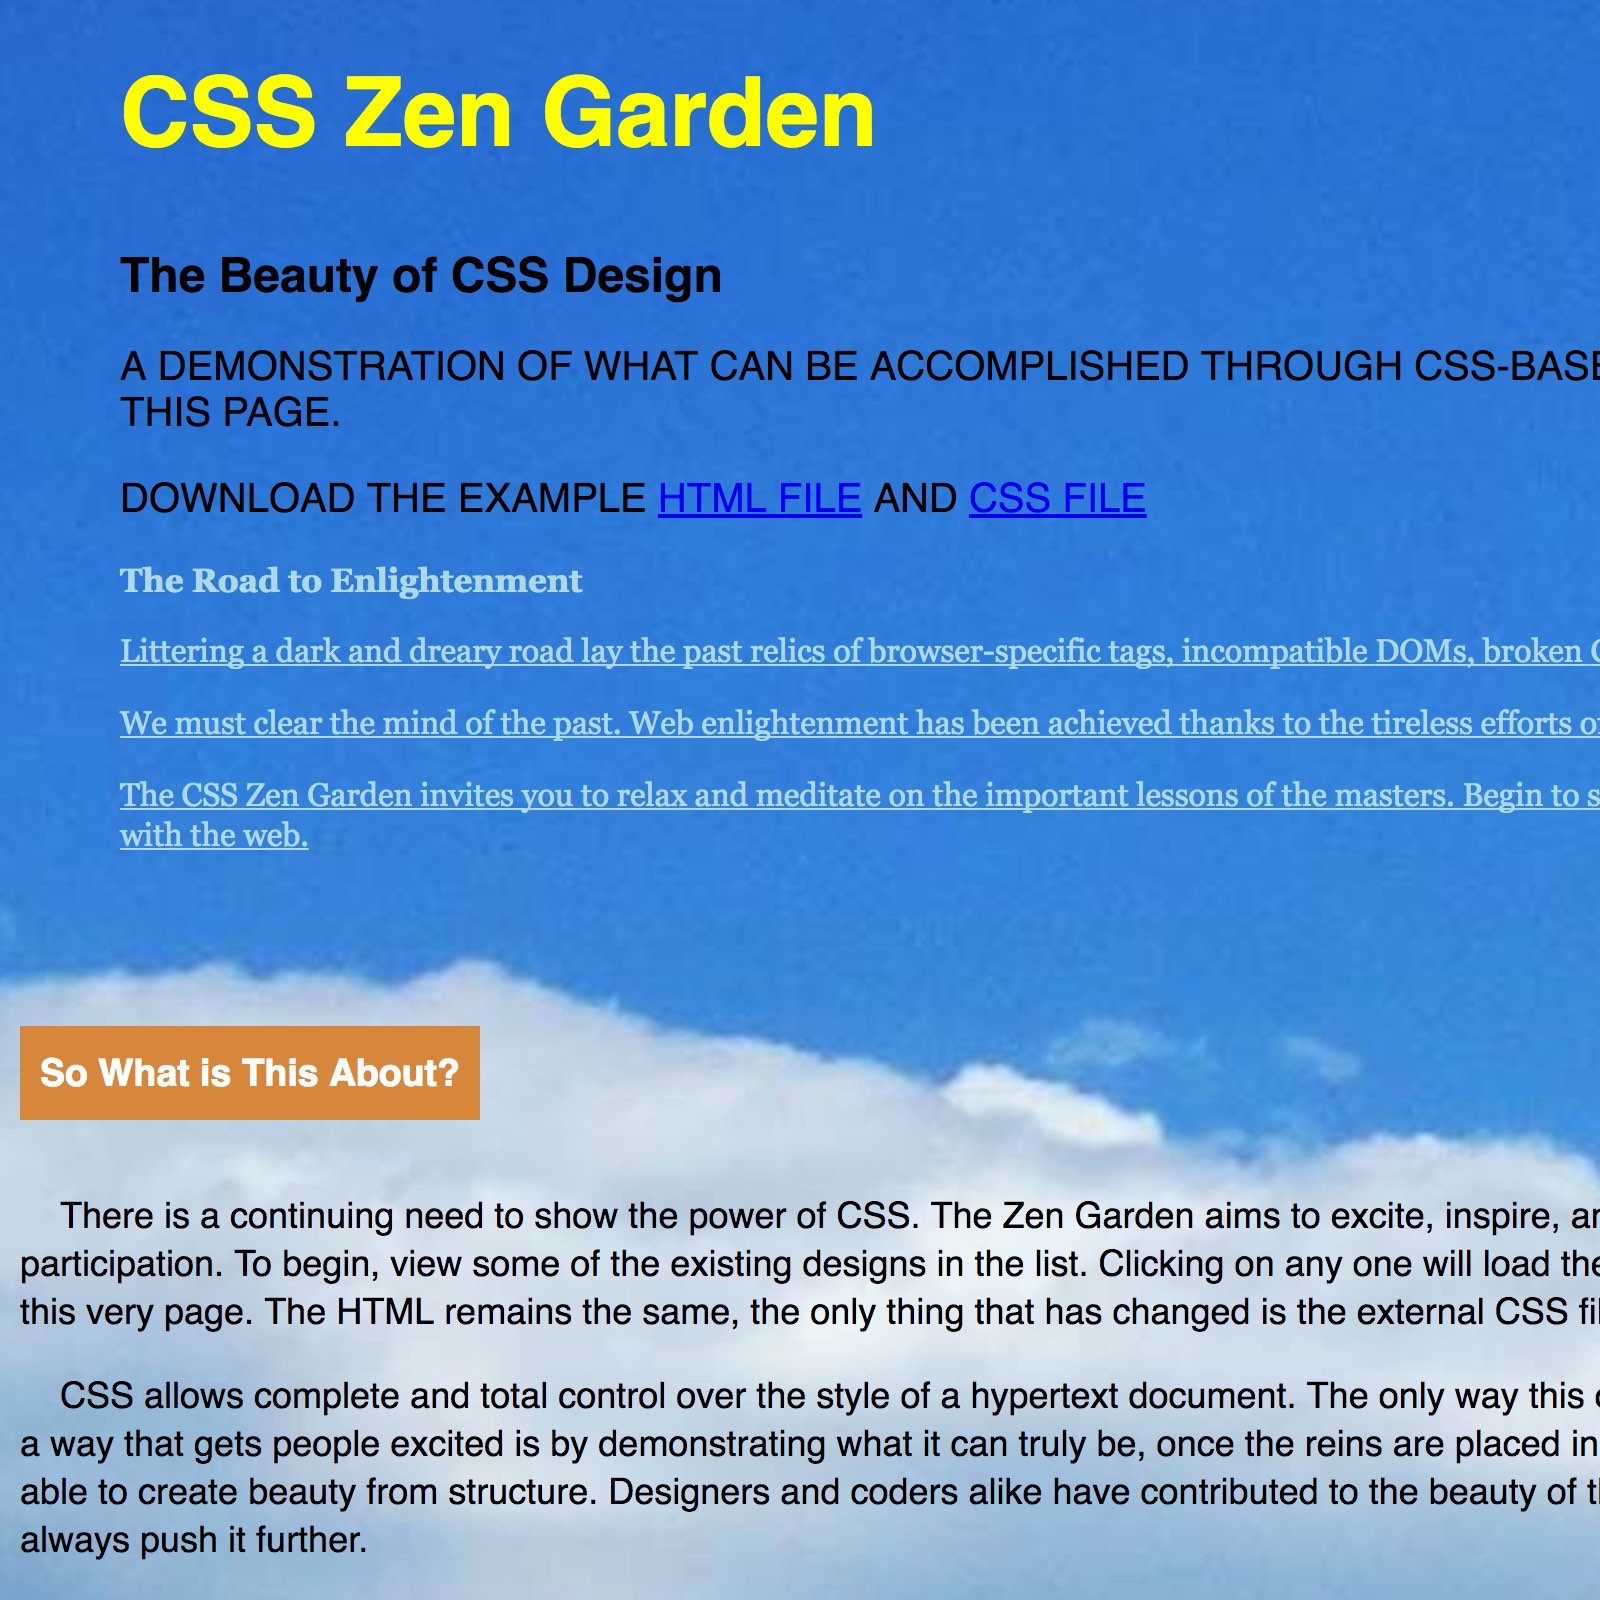 CSS Zen Garden
The Beauty of CSS Design
A DEMONSTRATION OF WHAT CAN BE ACCOMPLISHED THROUGH
THIS PAGE.
DOWNLOAD THE EXAMPLE HTML FILE AND CSS FILE
The Road to Enlightenment
Littering a dark and dreary road lay the past relics of browser-specific tags, incompatible DOMs, broken
We must clear the mind of the past. Web enlightenment has been achieved thanks to the tireless efforts
The CSS Zen Garden invites you to relax and meditate on the important lessons of the masters. Begin to
with the web.
So What is This About?
There is a continuing need to show the power of CSS. The Zen Garden aims to excite, inspire,
participation. To begin, view some of the existing designs in the list. Clicking on any one will load
this very page. The HTML remains the same, the only thing that has changed is the external CSS
CSS allows complete and total control over the style of a hypertext document. The only way this
a way that gets people excited is by demonstrating what it can truly be, once the reins are placed in
able to create beauty from structure. Designers and coders alike have contributed to the beauty of
always push it further.